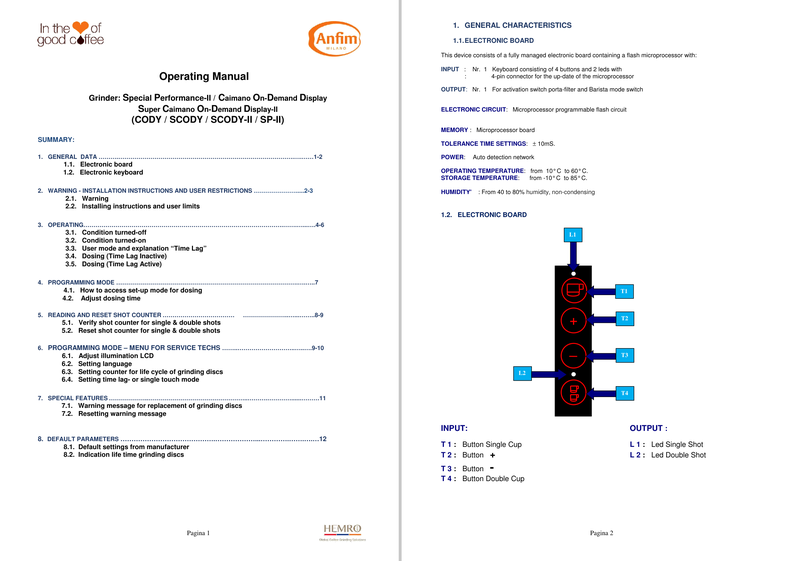 In the
of
good coffee
Anfim
MILANO
Operating Manual
Grinder: Special Performance-II / Caimano On-Demand Display
Super Caimano On-Demand Display-II
(CODY / SCODY / SCODY-II / SP-II)
SUMMARY:
1. GENERAL DATA ……………………………………………………………………………1-2
1.1. Electronic board
1.2. Electronic keyboard
2. WARNING - INSTALLATION INSTRUCTIONS AND USER RESTRICTIONS …………………...2-3
2.1. Warning
2.2. Installing instructions and user limits
3. OPERATING……………………………………………………………………………..4-6
3.1. Condition turned-off
3.2. Condition turned-on
3.3. User mode and explanation “Time Lag”
3.4. Dosing (Time Lag Inactive)
3.5. Dosing (Time Lag Active)
4. PROGRAMMING MODE ……………………………………………………………………..7
4.1. How to access set-up mode for dosing
4.2. Adjust dosing time
5. READING AND RESET SHOT COUNTER ……………………………… …………………..……..8-9
5.1. Verify shot counter for single & double shots
5.2. Reset shot counter for single & double shots
6. PROGRAMMING MODE – MENU FOR SERVICE TECHS ……………………………...9-10
6.1. Adjust illumination LCD
6.2. Setting language
6.3. Setting counter for life cycle of grinding discs
6.4. Setting time lag- or single touch mode
7. SPECIAL FEATURES ……………………………………………………………………...11
7.1. Warning message for replacement of grinding discs
7.2. Resetting warning message
8. DEFAULT PARAMETERS ……………………………………………………………………12
8.1. Default settings from manufacturer
8.2. Indication life time grinding discs
Pagina 1
HEMRO
1. GENERAL CHARACTERISTICS
1.1.ELECTRONIC BOARD
This device consists of a fully managed electronic board containing a flash microprocessor with:
INPUT : Nr. 1 Keyboard consisting of 4 buttons and 2 leds with
: 4-pin connector for the up-date of the microprocessor
OUTPUT: Nr. 1 For activation switch porta-filter and Barista mode switch
ELECTRONIC CIRCUIT: Microprocessor programmable flash circuit
MEMORY : Microprocessor board
TOLERANCE TIME SETTINGS: ± 10mS.
POWER: Auto detection network
OPERATING TEMPERATURE: from 10°C to 60°C.
STORAGE TEMPERATURE: from -10°C to 85°C.
HUMIDITY' : From 40 to 80% humidity, non-condensing
1.2. ELECTRONIC BOARD
L1
T1
+
T2
−
T3
L2
T4
INPUT:
OUTPUT :
T 1 : Button Single Cup
L 1 : Led Single Shot
T 2 : Button +
L 2 : Led Double Shot
T 3 : Button -
T 4 : Button Double Cup
Pagina 2